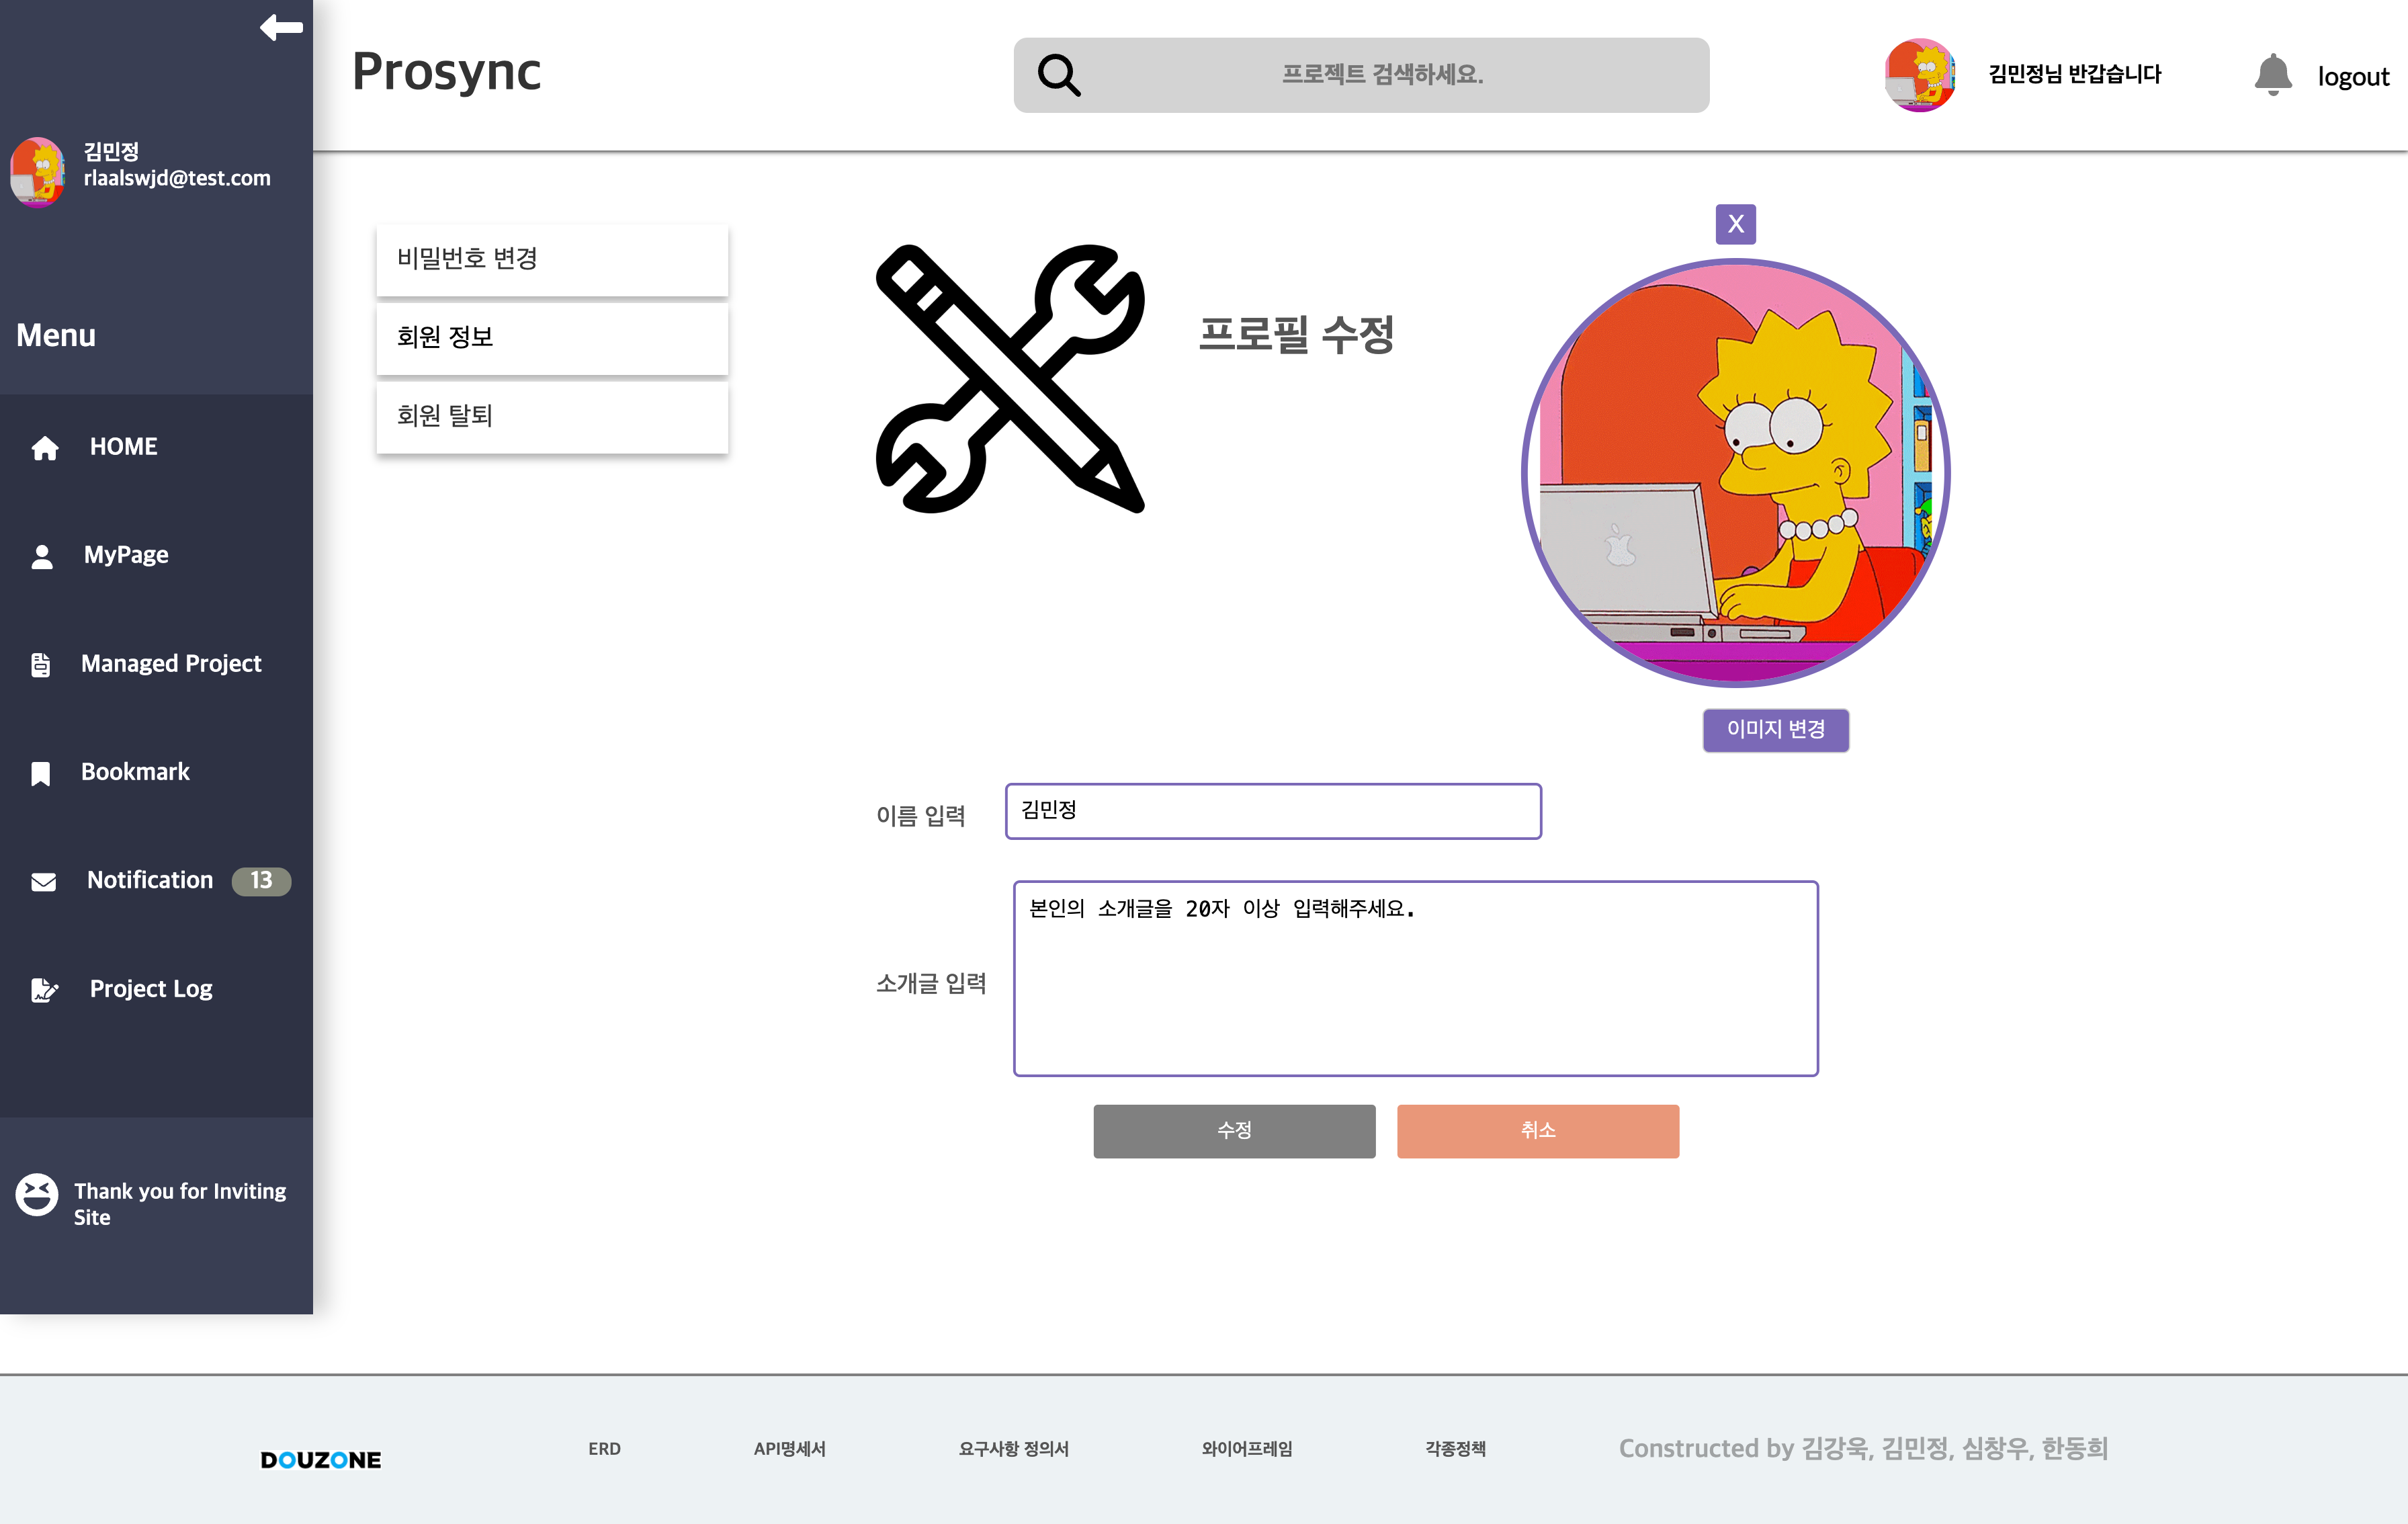 Prosync
프로젝트 검색하세요.
김민정님 반갑습니다
logout
김민정
rlaalswjd@test.com
Menu
HOME
MyPage
Managed Project
Bookmark
Notification 13
Project Log
Thank you for Inviting
Site
비밀번호 변경
회원 정보
회원 탈퇴
프로필 수정
X
이미지 변경
이름 입력
김민정
소개글 입력
본인의 소개글을 20자 이상 입력해주세요.
수정
취소
DOUZONE
ERD
API명세서
요구사항 정의서
와이어프레임
각종정책
Constructed by 김강욱, 김민정, 심창우, 한동희